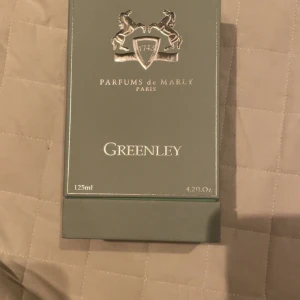 1743
PARFUMS de MARLY
PARIS
GREENLEY
125ml 4.2fl.Oz